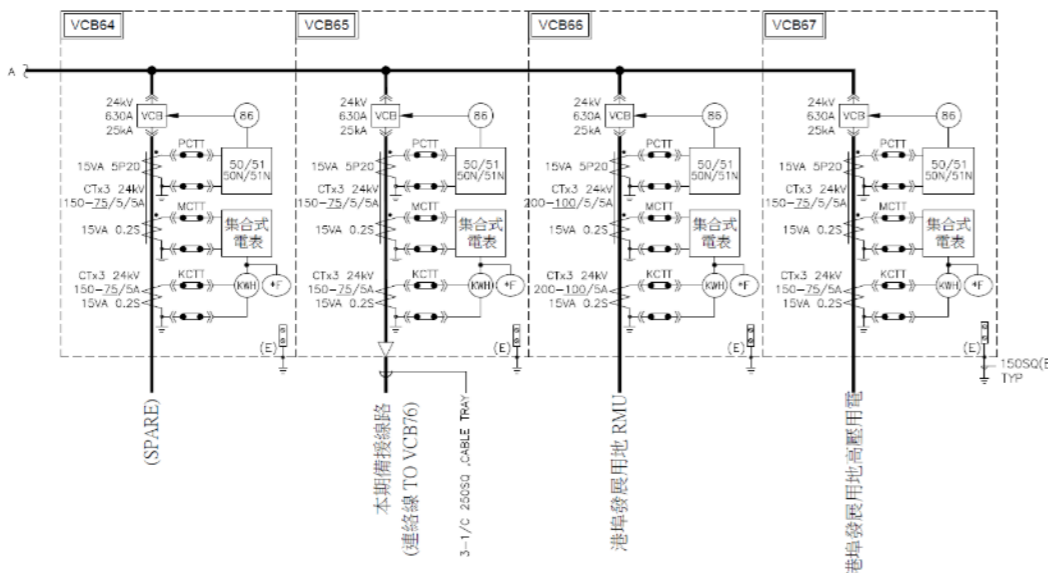 VCB64
VCB65
VCB66
VCB67
A
24kV
630A
25kA
VCB
86
PCTT
15VA 5P20
50/51
50N/51N
CTx3 24kV
150-75/5/5A
MCTT
15VA 0.2S
集合式
電表
CTx3 24kV
150-75/5A
15VA 0.2S
KCTT
KWH
*F
(E)
24kV
630A
25kA
VCB
86
PCTT
15VA 5P20
50/51
50N/51N
CTx3 24kV
150-75/5/5A
MCTT
15VA 0.2S
集合式
電表
CTx3 24kV
150-75/5A
15VA 0.2S
KCTT
KWH
*F
(E)
24kV
630A
25kA
VCB
86
PCTT
15VA 5P20
50/51
50N/51N
CTx3 24kV
200-100/5/5A
MCTT
15VA 0.2S
集合式
電表
CTx3 24kV
200-100/5A
15VA 0.2S
KCTT
KWH
*F
(E)
24kV
630A
25kA
VCB
86
PCTT
15VA 5P20
50/51
50N/51N
CTx3 24kV
150-75/5/5A
MCTT
15VA 0.2S
集合式
電表
CTx3 24kV
150-75/5A
15VA 0.2S
KCTT
KWH
*F
(E)
150SQ(E
TYP
(SPARE)
本期備援線路
(連絡線 TO VCB76)
3-1/C 250SQ ,CABLE TRAY
港埠發展用地 RMU
港埠發展用地高壓用電